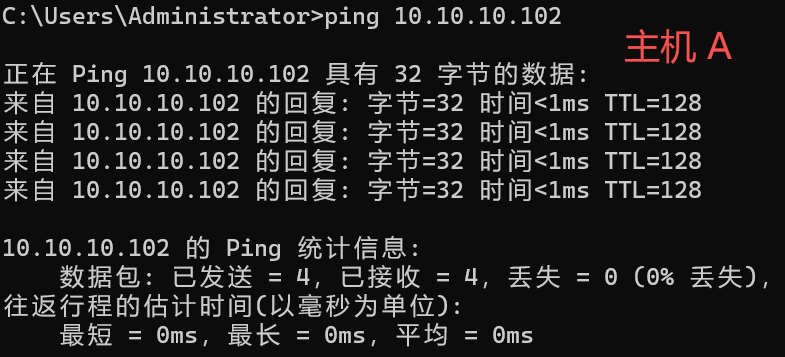 C:\Users\Administrator>ping 10.10.10.102
主机 A
正在 Ping 10.10.10.102 具有 32 字节的数据:
来自 10.10.10.102 的回复: 字节=32 时间<1ms TTL=128
来自 10.10.10.102 的回复: 字节=32 时间<1ms TTL=128
来自 10.10.10.102 的回复: 字节=32 时间<1ms TTL=128
来自 10.10.10.102 的回复: 字节=32 时间<1ms TTL=128
10.10.10.102 的 Ping 统计信息:
数据包: 已发送 = 4, 已接收 = 4, 丢失 = 0 (0% 丢失),
往返行程的估计时间(以毫秒为单位):
最短 = 0ms, 最长 = 0ms, 平均 = 0ms